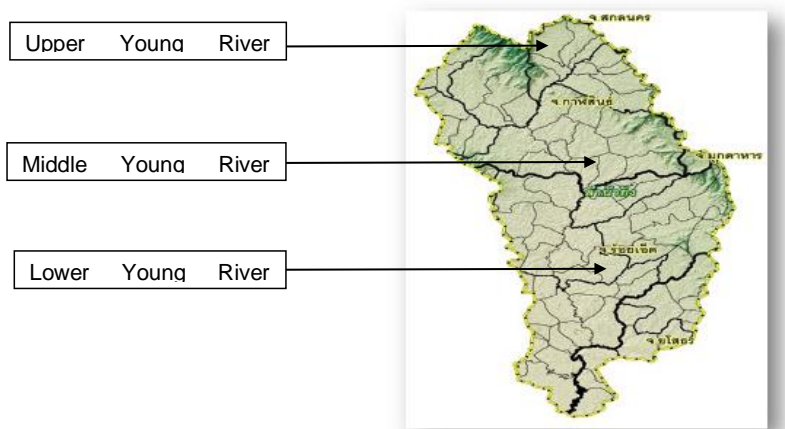 จ.สกลนคร
Upper Young River
จ.กาฬสินธุ์
Middle Young River
จ.มุกดาหาร
จ.ร้อยเอ็ด
Lower Young River
จ.ยโสธร